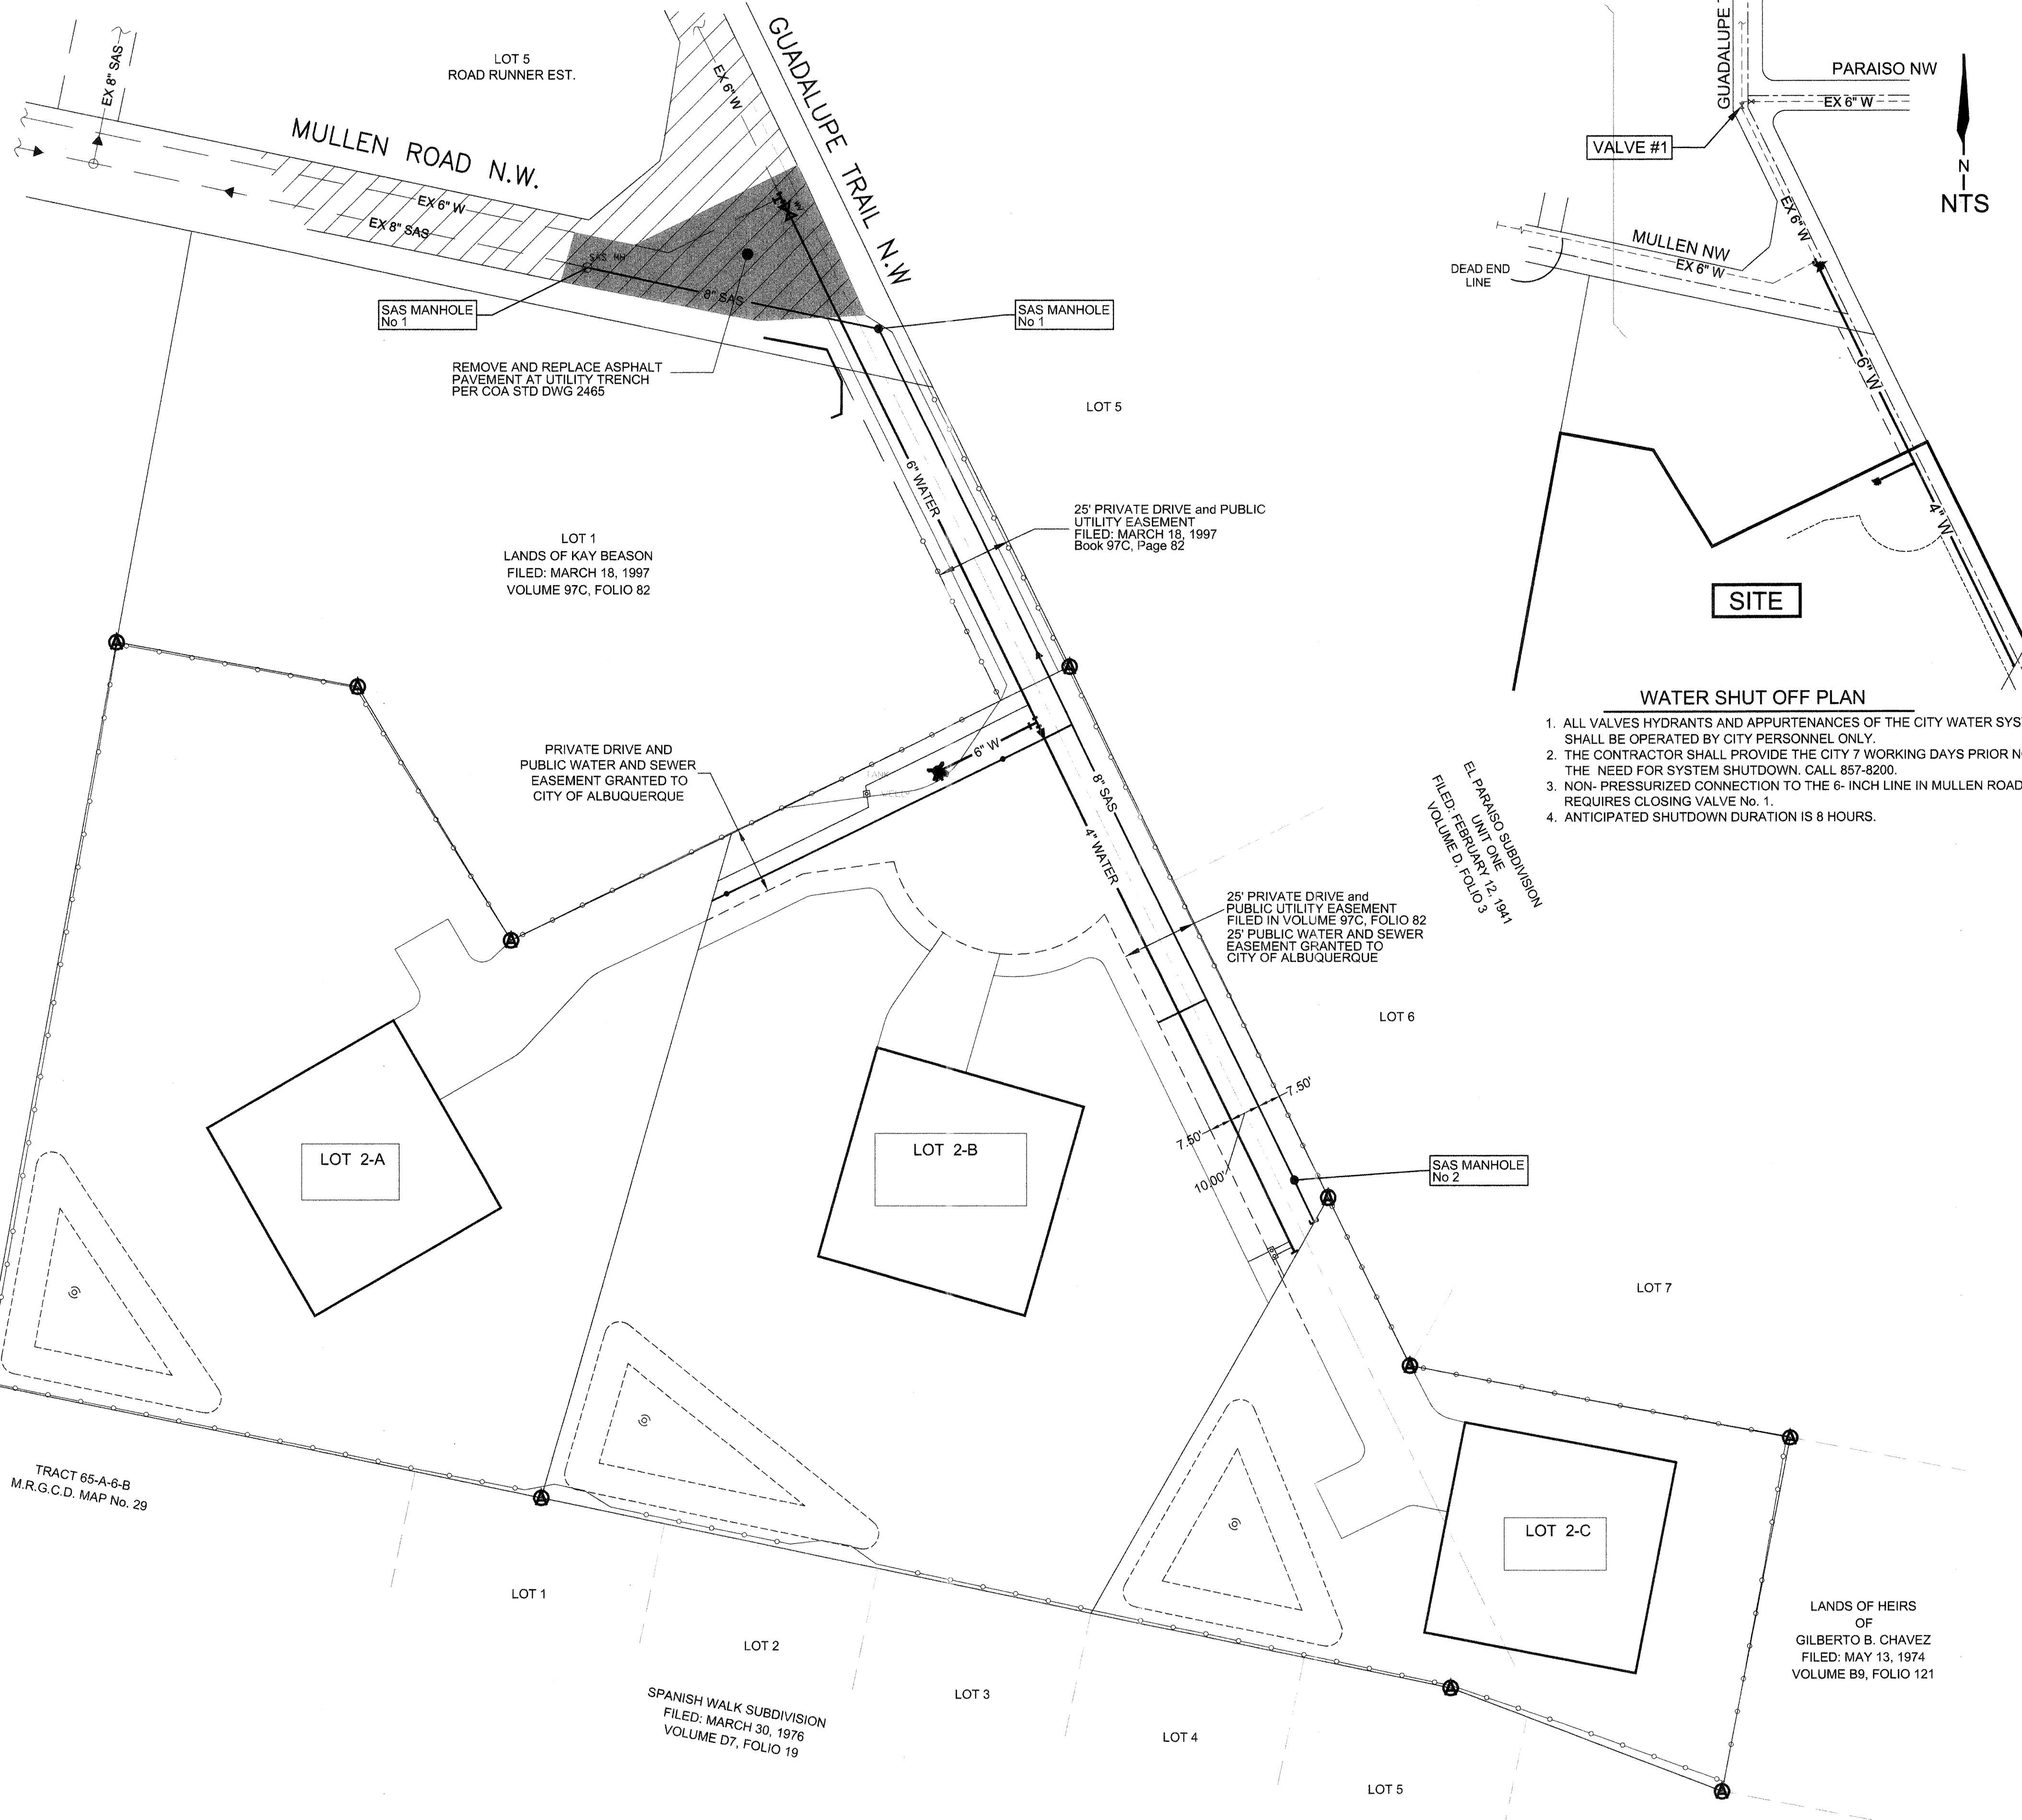 LOT 5
ROAD RUNNER EST.
EX 8" SAS
MULLEN ROAD N.W.
EX 6" W
EX 8" SAS
EX 6" W
GUADALUPE TRAIL N.W
SAS MH
8" SAS
SAS MANHOLE
No 1
SAS MANHOLE
No 1
REMOVE AND REPLACE ASPHALT
PAVEMENT AT UTILITY TRENCH
PER COA STD DWG 2465
LOT 5
6" WATER
25' PRIVATE DRIVE and PUBLIC
UTILITY EASEMENT
FILED: MARCH 18, 1997
Book 97C, Page 82
LOT 1
LANDS OF KAY BEASON
FILED: MARCH 18, 1997
VOLUME 97C, FOLIO 82
PRIVATE DRIVE AND
PUBLIC WATER AND SEWER
EASEMENT GRANTED TO
CITY OF ALBUQUERQUE
6" W
TANK
WELL
8" SAS
4" WATER
25' PRIVATE DRIVE and
PUBLIC UTILITY EASEMENT
FILED IN VOLUME 97C, FOLIO 82
25' PUBLIC WATER AND SEWER
EASEMENT GRANTED TO
CITY OF ALBUQUERQUE
EL PARAISO SUBDIVISION
UNIT ONE
FILED: FEBRUARY 12, 1941
VOLUME D, FOLIO 3
LOT 6
7.50'
7.50'
10.00'
SAS MANHOLE
No 2
LOT 2-A
LOT 2-B
LOT 7
LOT 2-C
TRACT 65-A-6-B
M.R.G.C.D. MAP No. 29
LOT 1
LOT 2
LOT 3
LOT 4
LOT 5
SPANISH WALK SUBDIVISION
FILED: MARCH 30, 1976
VOLUME D7, FOLIO 19
LANDS OF HEIRS
OF
GILBERTO B. CHAVEZ
FILED: MAY 13, 1974
VOLUME B9, FOLIO 121
GUADALUPE
PARAISO NW
EX 6" W
VALVE #1
N
NTS
EX 6" W
MULLEN NW
EX 6" W
DEAD END
LINE
6" W
4" W
SITE
WATER SHUT OFF PLAN
1. ALL VALVES HYDRANTS AND APPURTENANCES OF THE CITY WATER SYS
SHALL BE OPERATED BY CITY PERSONNEL ONLY.
2. THE CONTRACTOR SHALL PROVIDE THE CITY 7 WORKING DAYS PRIOR NO
THE NEED FOR SYSTEM SHUTDOWN. CALL 857-8200.
3. NON- PRESSURIZED CONNECTION TO THE 6- INCH LINE IN MULLEN ROAD
REQUIRES CLOSING VALVE No. 1.
4. ANTICIPATED SHUTDOWN DURATION IS 8 HOURS.